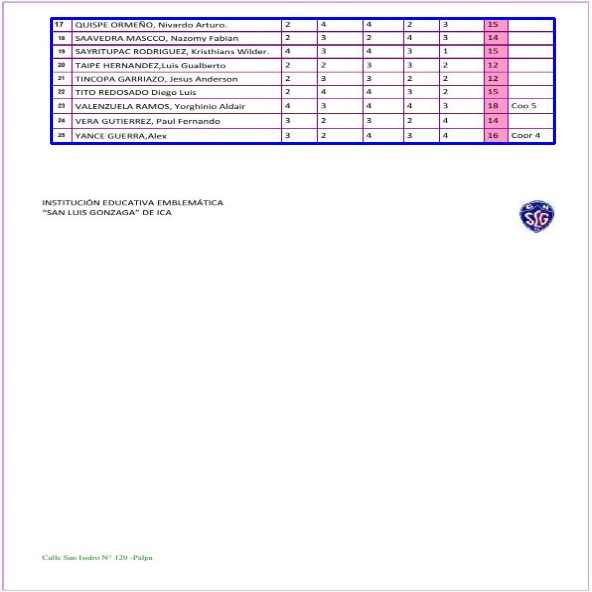 17 QUISPE ORMEÑO, Nivardo Arturo. 2 4 4 2 3 15
18 SAAVEDRA MASCCO, Nazomy Fabian 2 3 2 4 3 14
19 SAYRITUPAC RODRIGUEZ, Kristhians Wilder. 4 3 4 3 1 15
20 TAIPE HERNANDEZ,Luis Gualberto 2 2 3 3 2 12
21 TINCOPA GARRIAZO, Jesus Anderson 2 3 3 2 2 12
22 TITO REDOSADO Diego Luis 2 4 4 3 2 15
23 VALENZUELA RAMOS, Yorghinio Aldair 4 3 4 4 3 18 Coo 5
24 VERA GUTIERREZ, Paul Fernando 3 2 3 2 4 14
25 YANCE GUERRA,Alex 3 2 4 3 4 16 Coor 4
INSTITUCIÓN EDUCATIVA EMBLEMÁTICA
“SAN LUIS GONZAGA” DE ICA
Calle San Isidro N° 120 -Palpa